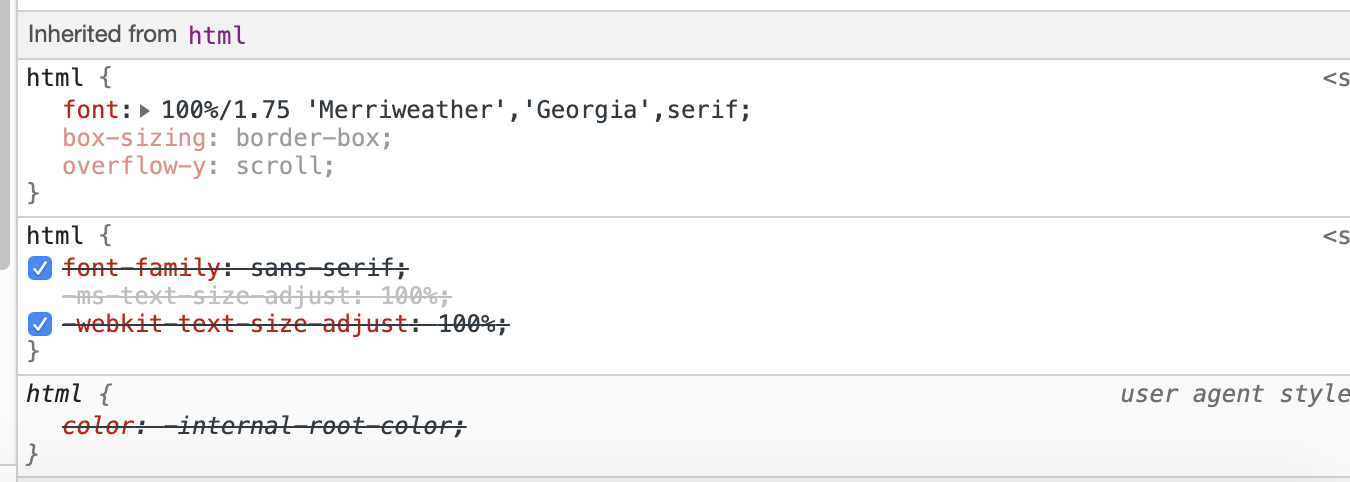 Inherited from html
html {
<s
font: 100%/1.75 'Merriweather','Georgia',serif;
box-sizing: border-box;
overflow-y: scroll;
}
html {
<s
font-family: sans-serif;
-ms-text-size-adjust: 100%;
-webkit-text-size-adjust: 100%;
}
html {
user agent style
color: -internal-root-color;
}